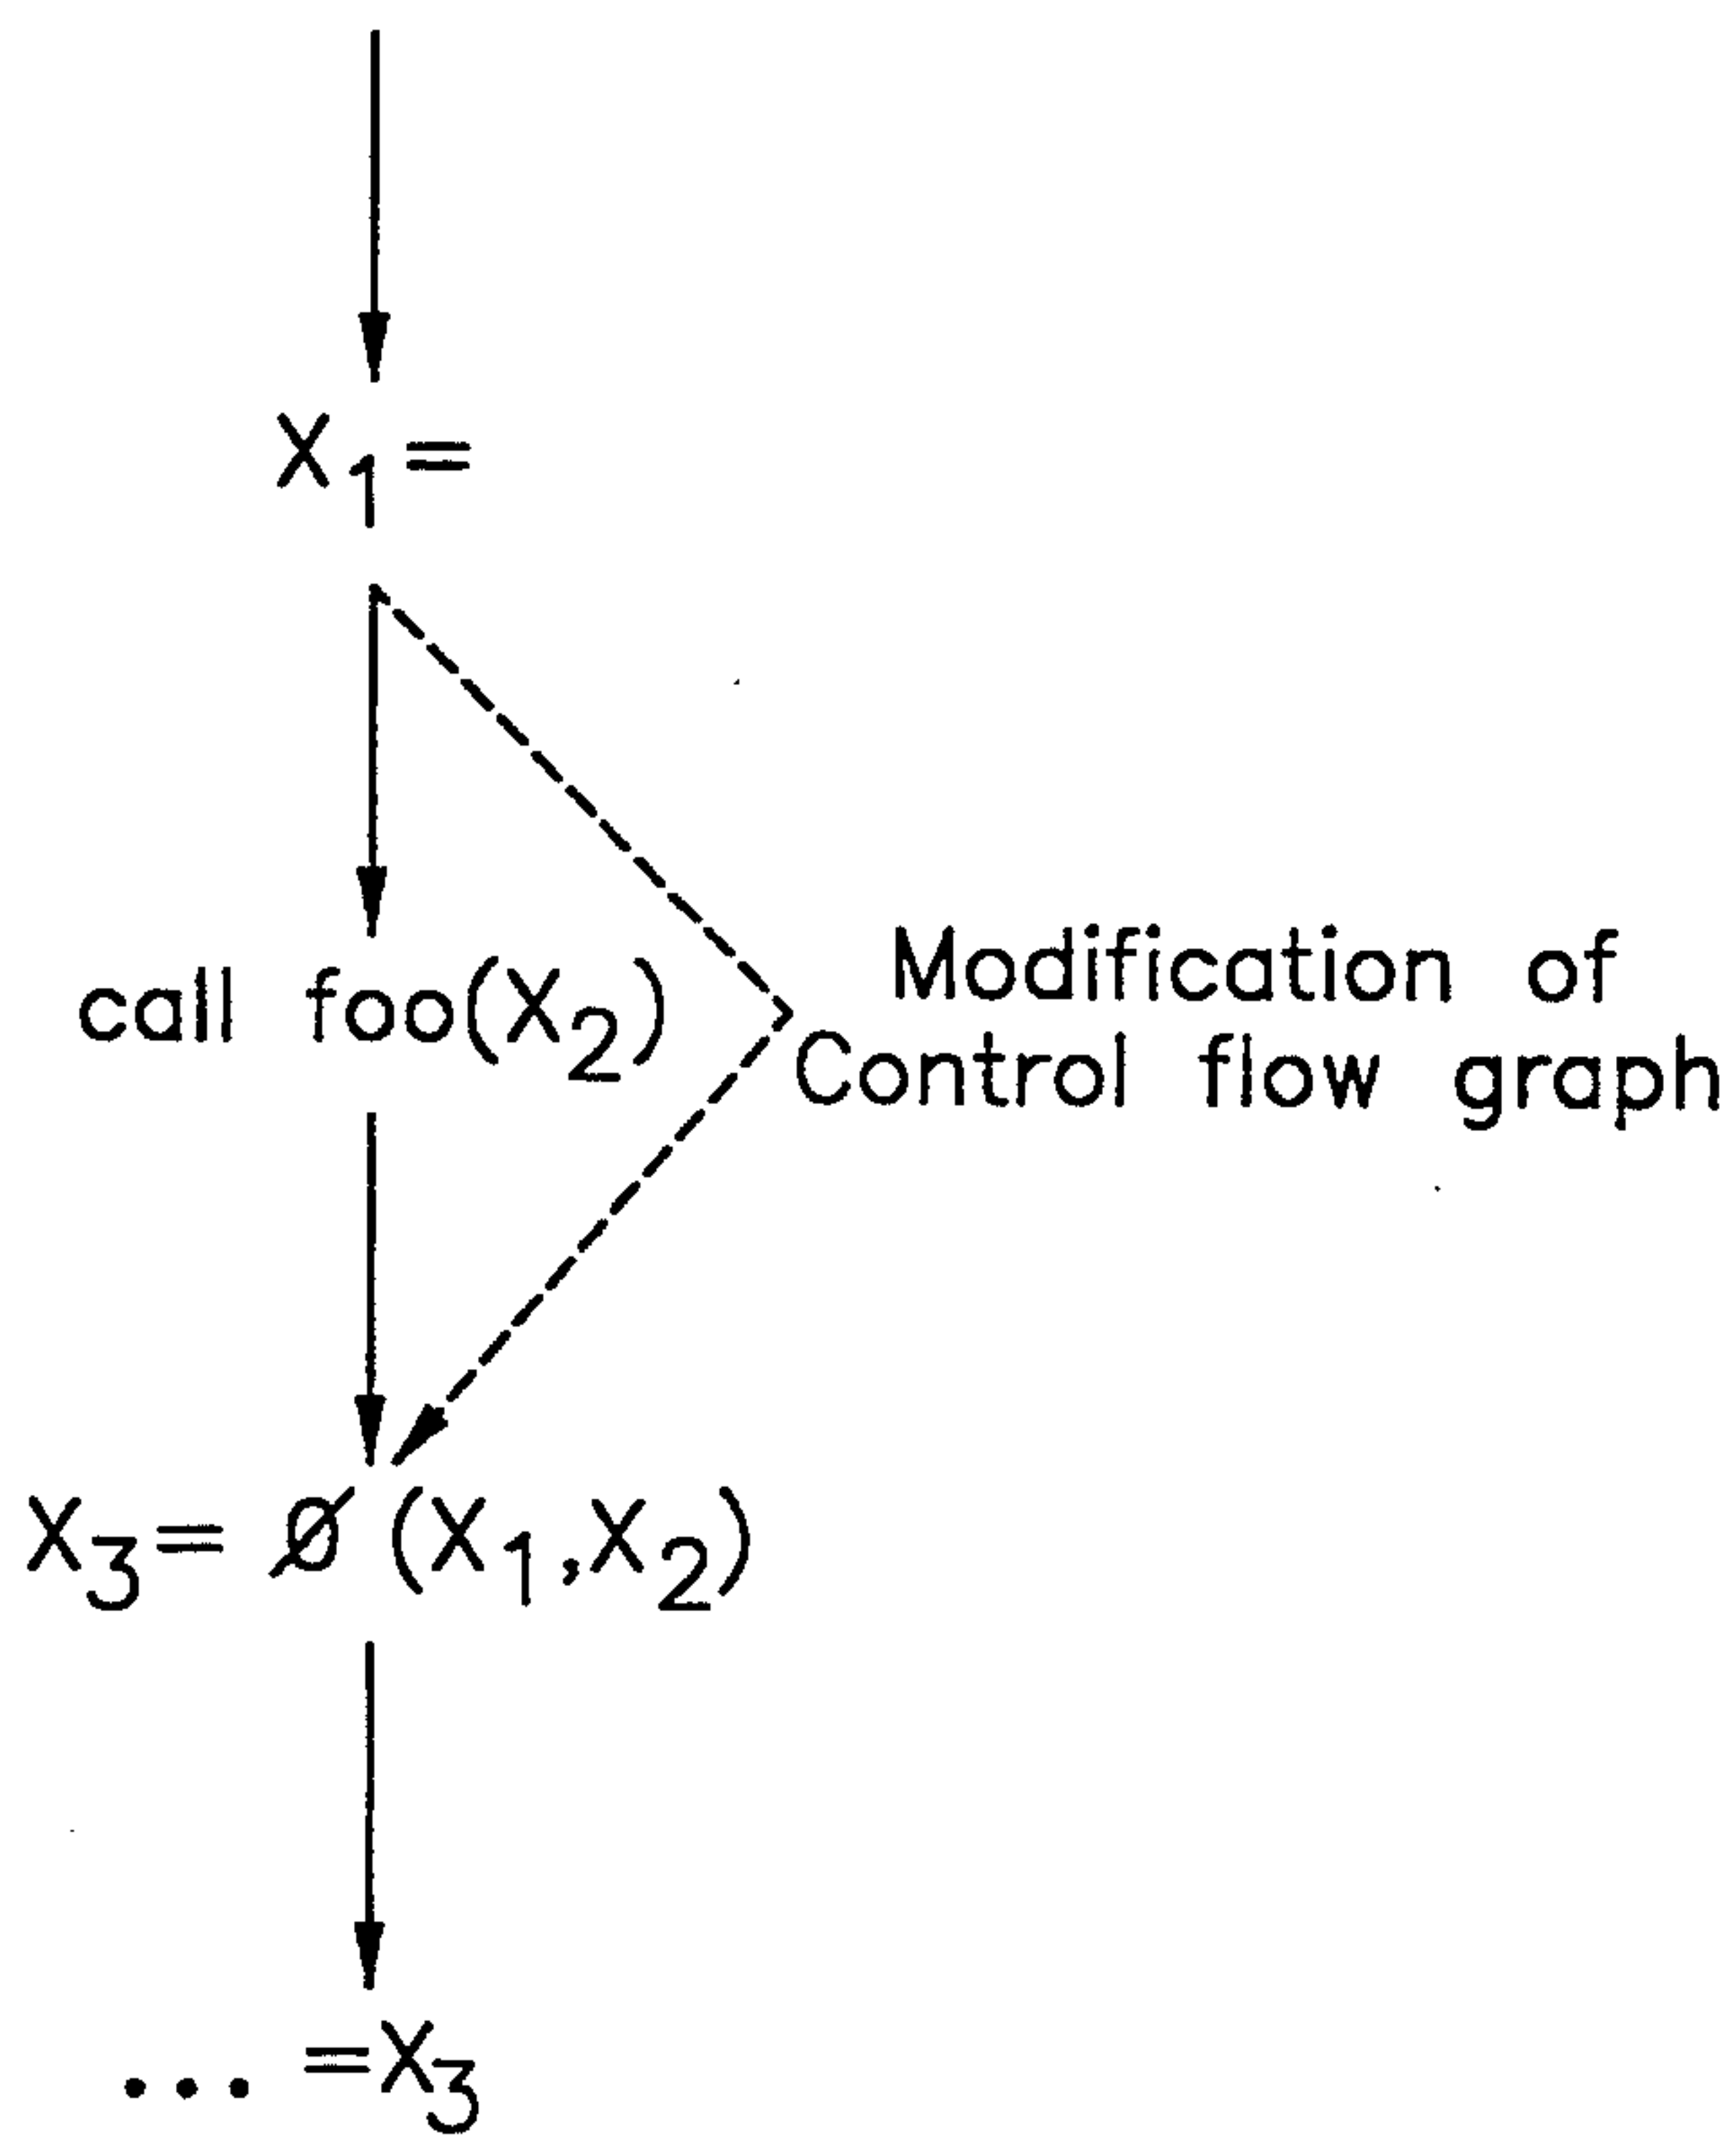 X₁=
call foo(X₂)
Modification of
Control flow graph
X₃= Ø (X₁,X₂)
... =X₃